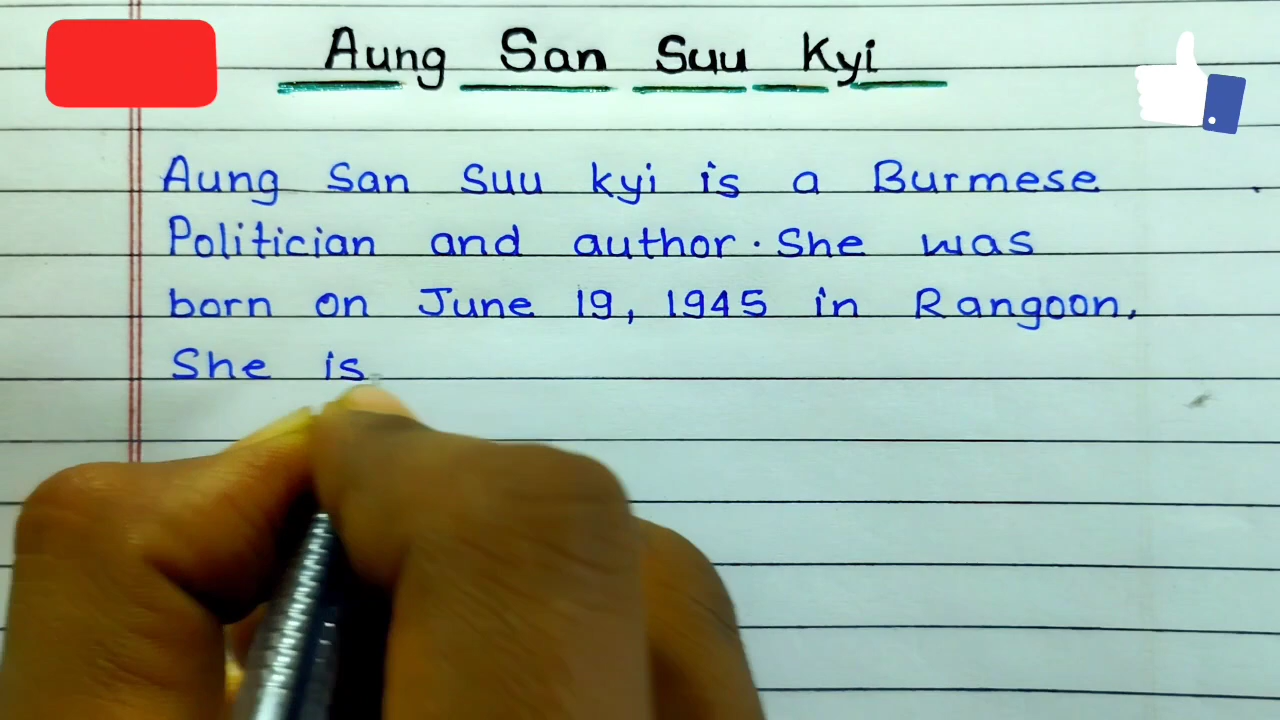 Aung San Suu Kyi
Aung San Suu kyi is a Burmese
Politician and author. She was
born on June 19, 1945 in Rangoon.
She is